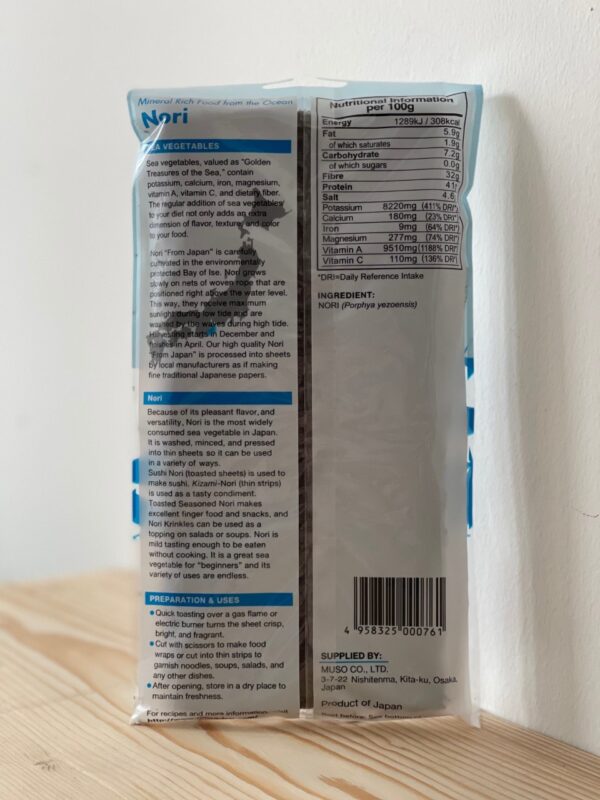 Mineral Rich Food from the Ocean
Nori
SEA VEGETABLES
Sea vegetables, valued as "Golden
Treasures of the Sea," contain
potassium, calcium, iron, magnesium,
vitamin A, vitamin C, and dietary fiber.
The regular addition of sea vegetables
to your diet not only adds an extra
dimension of flavor, texture, and color
to your food.
Nori "From Japan" is carefully
cultivated in the environmentally
protected Bay of Ise. Nori grows
slowly on nets of woven rope that are
positioned right above the water level.
This way, they receive maximum
sunlight during low tide and are
washed by the waves during high tide.
Harvesting starts in December and
finishes in April. Our high quality Nori
"From Japan" is processed into sheets
by local manufacturers as if making
fine traditional Japanese papers.
Nori
Because of its pleasant flavor, and
versatility, Nori is the most widely
consumed sea vegetable in Japan.
It is washed, minced, and pressed
into thin sheets so it can be used
in a variety of ways.
Sushi Nori (toasted sheets) is used to
make sushi. Kizami-Nori (thin strips)
is used as a tasty condiment.
Toasted Seasoned Nori makes
excellent finger food and snacks, and
Nori Krinkles can be used as a
topping on salads or soups. Nori is
mild tasting enough to be eaten
without cooking. It is a great sea
vegetable for "beginners" and its
variety of uses are endless.
PREPARATION & USES
• Quick toasting over a gas flame or
electric burner turns the sheet crisp,
bright, and fragrant.
• Cut with scissors to make food
wraps or cut into thin strips to
garnish noodles, soups, salads, and
any other dishes.
• After opening, store in a dry place to
maintain freshness.
For recipes and more information, visit
Nutritional Information
per 100g
Energy 1289kJ / 308kcal
Fat 5.9g
of which saturates 1.9g
Carbohydrate 7.2g
of which sugars 0.0g
Fibre 32g
Protein 41g
Salt 4.6
Potassium 8220mg (411% DRI*)
Calcium 180mg (23% DRI*)
Iron 9mg (64% DRI*)
Magnesium 277mg (74% DRI*)
Vitamin A 9510mg (1188% DRI*)
Vitamin C 110mg (136% DRI*)
*DRI=Daily Reference Intake
INGREDIENT:
NORI (Porphya yezoensis)
4 958325 000761
SUPPLIED BY:
MUSO CO., LTD.
3-7-22 Nishitenma, Kita-ku, Osaka,
Japan
Product of Japan
Best before: See bottom of